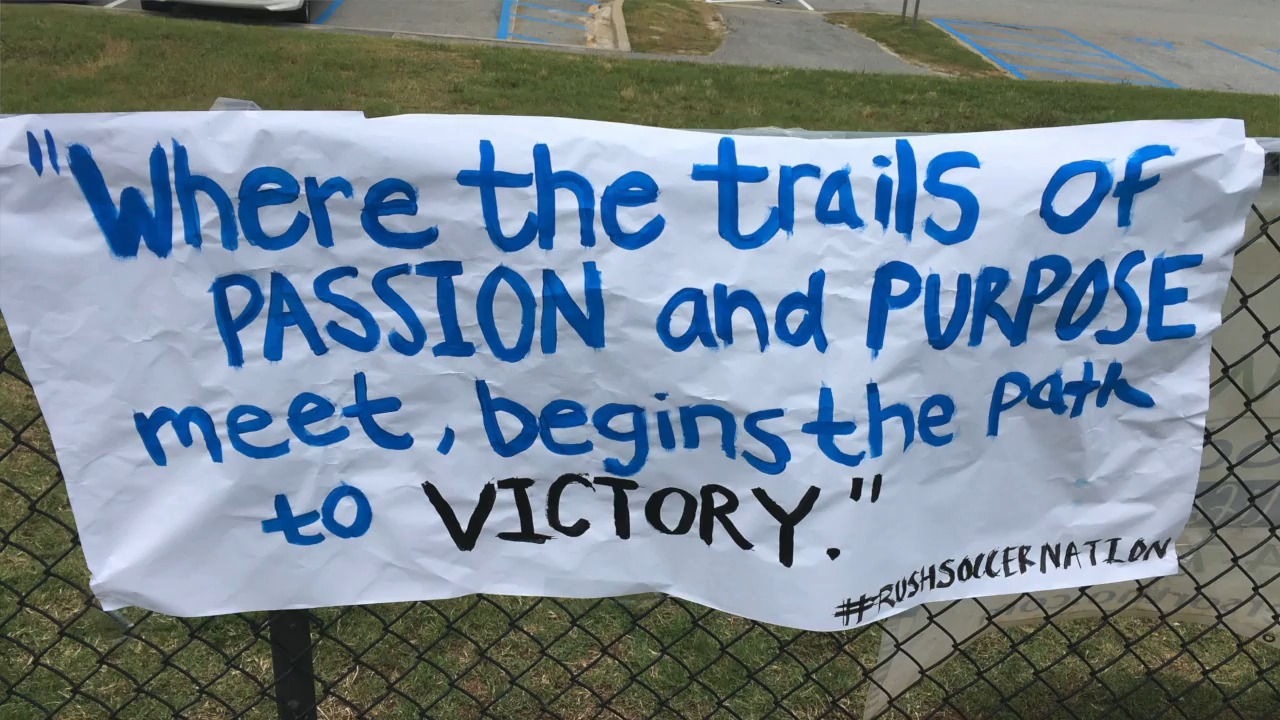 "Where the trails of
PASSION and PURPOSE
meet, begins the path
to VICTORY."
#RUSHSOCCERNATION